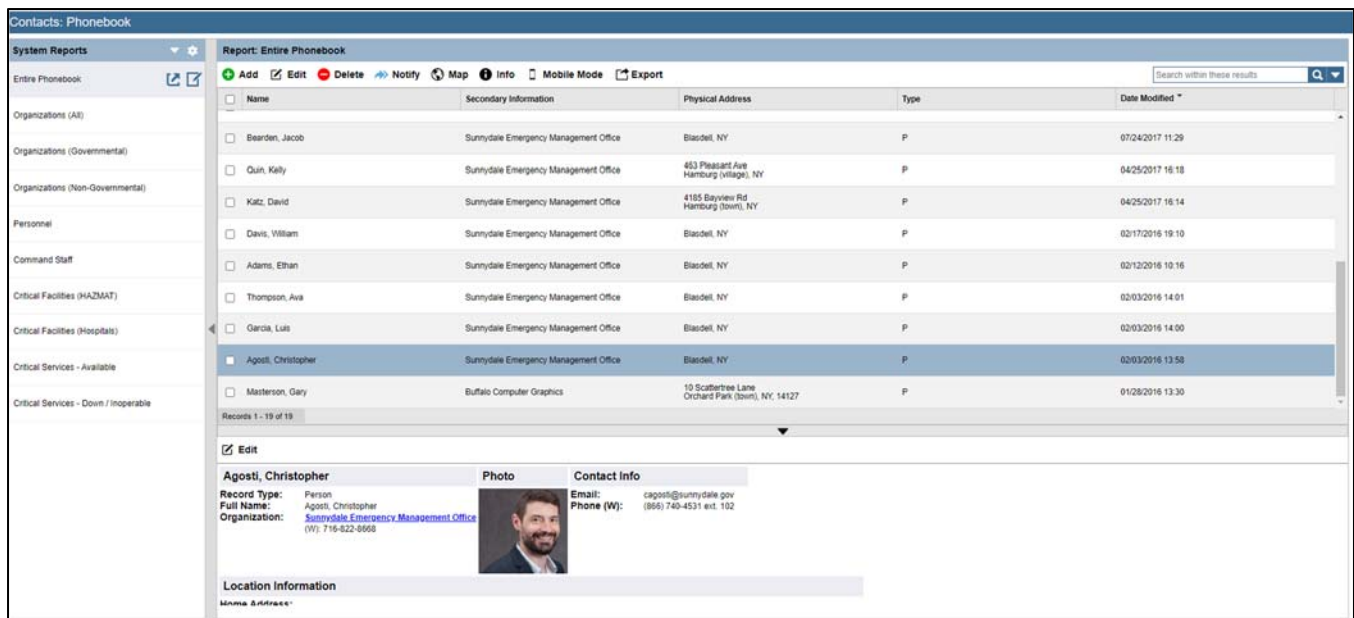 Contacts: Phonebook
System Reports
Entire Phonebook
Organizations (All)
Organizations (Governmental)
Organizations (Non-Governmental)
Personnel
Command Staff
Critical Facilities (HAZMAT)
Critical Facilities (Hospitals)
Critical Services - Available
Critical Services - Down / Inoperable
Report: Entire Phonebook
Add Edit Delete Notify Map Info Mobile Mode Export Search within these results
Name Secondary Information Physical Address Type Date Modified
Bearden, Jacob Sunnydale Emergency Management Office Blasdell, NY P 07/24/2017 11:29
Quin, Kelly Sunnydale Emergency Management Office 453 Pleasant Ave P 04/25/2017 16:18
Hamburg (village), NY
Katz, David Sunnydale Emergency Management Office 4185 Bayview Rd P 04/25/2017 16:14
Hamburg (town), NY
Davis, William Sunnydale Emergency Management Office Blasdell, NY P 02/17/2016 19:10
Adams, Ethan Sunnydale Emergency Management Office Blasdell, NY P 02/12/2016 10:16
Thompson, Ava Sunnydale Emergency Management Office Blasdell, NY P 02/03/2016 14:01
Garcia, Luis Sunnydale Emergency Management Office Blasdell, NY P 02/03/2016 14:00
Agosti, Christopher Sunnydale Emergency Management Office Blasdell, NY P 02/03/2016 13:58
Masterson, Gary Buffalo Computer Graphics 10 Scattertree Lane P 01/28/2016 13:30
Orchard Park (town), NY, 14127
Records 1 - 19 of 19
Edit
Agosti, Christopher Photo Contact Info
Record Type: Person Email: cagosti@sunnydale.gov
Full Name: Agosti, Christopher Phone (W): (866) 740-4531 ext. 102
Organization: Sunnydale Emergency Management Office
(W): 716-822-8668
Location Information
Home Address: